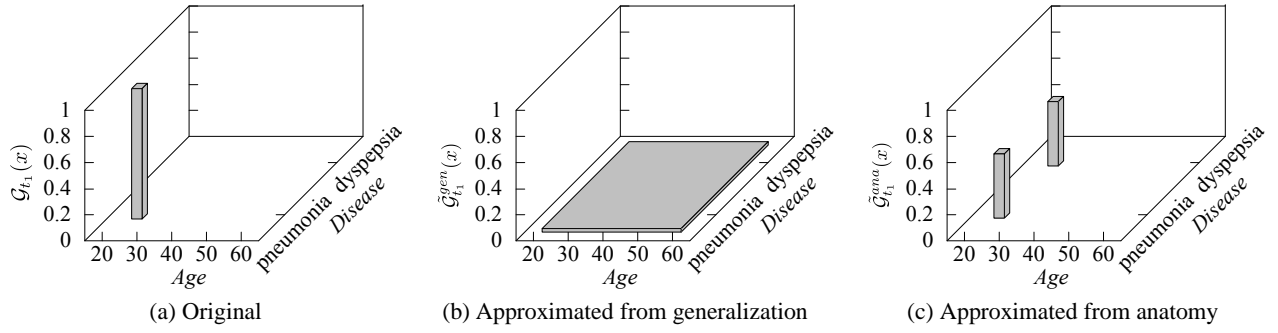 1
0.8
0.6
0.4
0.2
0
𝒢_{t_1}(x)
20 30 40 50 60
Age
pneumonia dyspepsia
Disease
(a) Original
1
0.8
0.6
0.4
0.2
0
𝒢̃^{gen}_{t_1}(x)
20 30 40 50 60
Age
pneumonia dyspepsia
Disease
(b) Approximated from generalization
1
0.8
0.6
0.4
0.2
0
𝒢̃^{ana}_{t_1}(x)
20 30 40 50 60
Age
pneumonia dyspepsia
Disease
(c) Approximated from anatomy